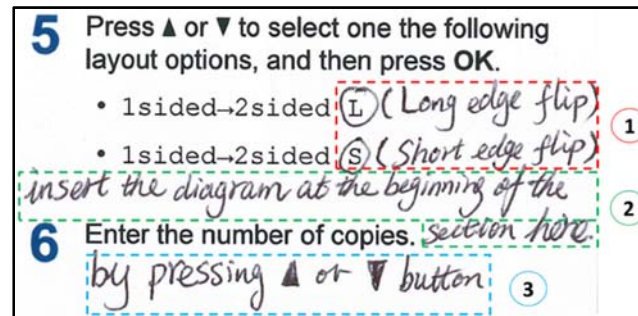 5 Press ▲ or ▼ to select one the following
layout options, and then press OK.
• 1sided→2sided L (Long edge flip)
• 1sided→2sided S (Short edge flip)
1
insert the diagram at the beginning of the
2
6 Enter the number of copies. section here.
by pressing ▲ or ▼ button
3